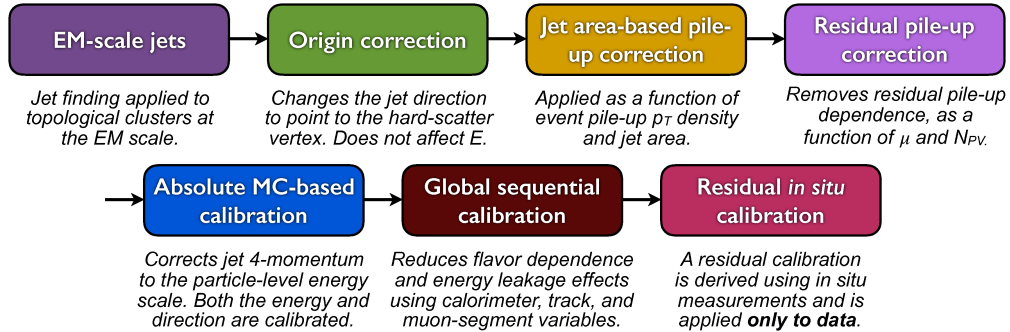 EM-scale jets
Jet finding applied to
topological clusters at
the EM scale.
Origin correction
Changes the jet direction
to point to the hard-scatter
vertex. Does not affect E.
Jet area-based pile-
up correction
Applied as a function of
event pile-up pT density
and jet area.
Residual pile-up
correction
Removes residual pile-up
dependence, as a
function of μ and NPV.
Absolute MC-based
calibration
Corrects jet 4-momentum
to the particle-level energy
scale. Both the energy and
direction are calibrated.
Global sequential
calibration
Reduces flavor dependence
and energy leakage effects
using calorimeter, track, and
muon-segment variables.
Residual in situ
calibration
A residual calibration
is derived using in situ
measurements and is
applied only to data.